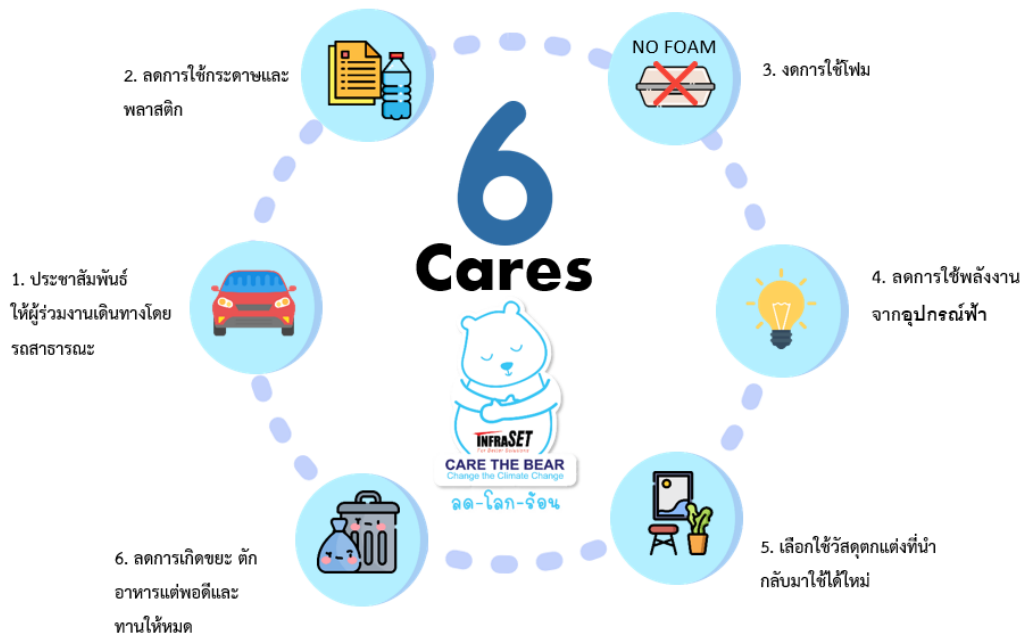 2. ลดการใช้กระดาษและ
พลาสติก
NO FOAM
3. งดการใช้โฟม
6
Cares
1. ประชาสัมพันธ์
ให้ผู้ร่วมงานเดินทางโดย
รถสาธารณะ
4. ลดการใช้พลังงาน
จากอุปกรณ์ฟ้า
INFRASET
For Better Solutions
CARE THE BEAR
Change the Climate Change
ลด-โลก-ร้อน
6. ลดการเกิดขยะ ตัก
อาหารแต่พอดีและ
ทานให้หมด
5. เลือกใช้วัสดุตกแต่งที่นำ
กลับมาใช้ได้ใหม่